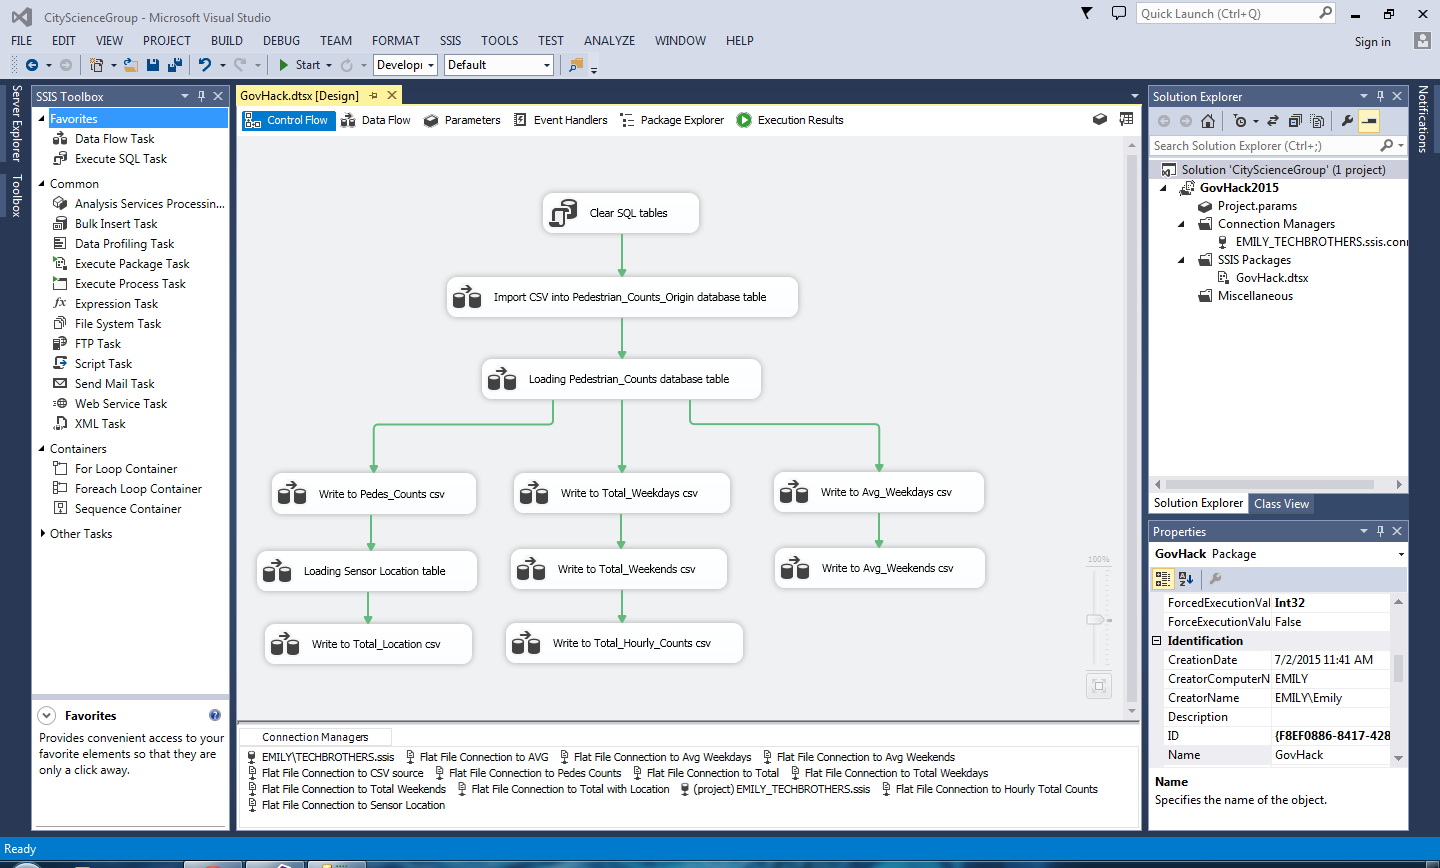 CityScienceGroup - Microsoft Visual Studio
Quick Launch (Ctrl+Q)
FILE EDIT VIEW PROJECT BUILD DEBUG TEAM FORMAT SSIS TOOLS TEST ANALYZE WINDOW HELP
Sign in
Start
Develop
Default
Server Explorer
Toolbox
SSIS Toolbox
Favorites
Data Flow Task
Execute SQL Task
Common
Analysis Services Processin...
Bulk Insert Task
Data Profiling Task
Execute Package Task
Execute Process Task
Expression Task
File System Task
FTP Task
Script Task
Send Mail Task
Web Service Task
XML Task
Containers
For Loop Container
Foreach Loop Container
Sequence Container
Other Tasks
Favorites
Provides convenient access to your
favorite elements so that they are
only a click away.
GovHack.dtsx [Design]
Control Flow Data Flow Parameters Event Handlers Package Explorer Execution Results
Clear SQL tables
Import CSV into Pedestrian_Counts_Origin database table
Loading Pedestrian_Counts database table
Write to Pedes_Counts csv
Write to Total_Weekdays csv
Write to Avg_Weekdays csv
Loading Sensor Location table
Write to Total_Weekends csv
Write to Avg_Weekends csv
Write to Total_Location csv
Write to Total_Hourly_Counts csv
100%
Connection Managers
EMILY\TECHBROTHERS.ssis Flat File Connection to AVG Flat File Connection to Avg Weekdays Flat File Connection to Avg Weekends
Flat File Connection to CSV source Flat File Connection to Pedes Counts Flat File Connection to Total Flat File Connection to Total Weekdays
Flat File Connection to Total Weekends Flat File Connection to Total with Location (project) EMILY_TECHBROTHERS.ssis Flat File Connection to Hourly Total Counts
Flat File Connection to Sensor Location
Solution Explorer
Search Solution Explorer (Ctrl+;)
Solution 'CityScienceGroup' (1 project)
GovHack2015
Project.params
Connection Managers
EMILY_TECHBROTHERS.ssis.conn
SSIS Packages
GovHack.dtsx
Miscellaneous
Solution Explorer Class View
Properties
GovHack Package
ForcedExecutionVal Int32
ForceExecutionValu False
Identification
CreationDate 7/2/2015 11:41 AM
CreatorComputerN EMILY
CreatorName EMILY\Emily
Description
ID {F8EF0886-8417-428
Name GovHack
Name
Specifies the name of the object.
Notifications
Ready